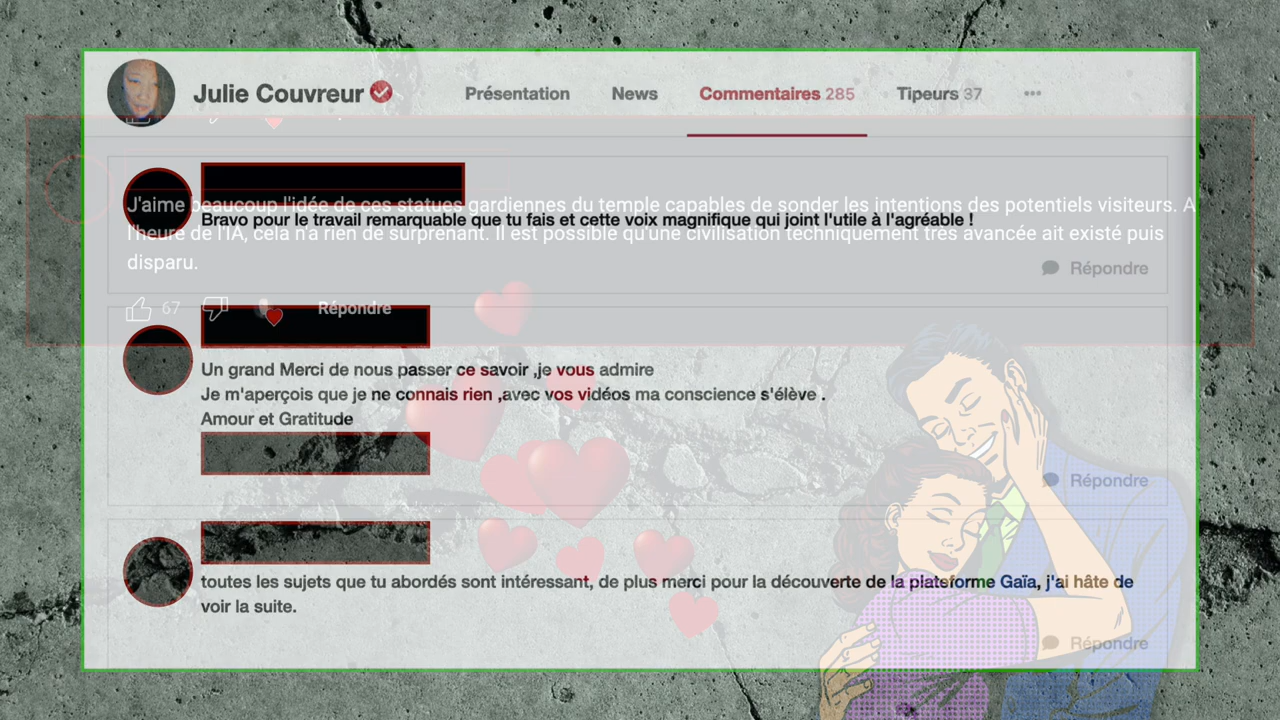 Julie Couvreur
Présentation
News
Commentaires 285
Tipeurs 37
J'aime beaucoup l'idée de ces statues gardiennes du temple capables de sonder les intentions des potentiels visiteurs. A
Bravo pour le travail remarquable que tu fais et cette voix magnifique qui joint l'utile à l'agréable !
l'heure de l'IA, cela n'a rien de surprenant. Il est possible qu'une civilisation techniquement très avancée ait existé puis
disparu.
Répondre
67
Répondre
Un grand Merci de nous passer ce savoir ,je vous admire
Je m'aperçois que je ne connais rien ,avec vos vidéos ma conscience s'élève .
Amour et Gratitude
Répondre
toutes les sujets que tu abordés sont intéressant, de plus merci pour la découverte de la plateforme Gaïa, j'ai hâte de
voir la suite.
Répondre